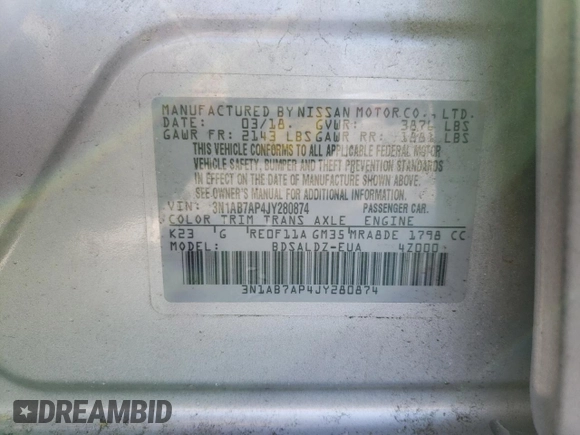 MANUFACTURED BY NISSAN MOTOR CO., LTD.
DATE: 03/18. GVWR: 3876 LBS
GAWR FR: 2143 LBS GAWR RR: 1881 LBS
THIS VEHICLE CONFORMS TO ALL APPLICABLE FEDERAL MOTOR
VEHICLE SAFETY, BUMPER AND THEFT PREVENTION STANDARDS
IN EFFECT ON THE DATE OF MANUFACTURE SHOWN ABOVE.
SEE OWNER'S MANUAL FOR ADDITIONAL INFORMATION.
VIN: 3N1AB7AP4JY280874 PASSENGER CAR.
COLOR TRIM TRANS AXLE ENGINE
K23 G RE0F11A GM35 MRA8DE 1798 CC
MODEL: BDSALDZ-EUA 42000
3N1AB7AP4JY280874
DREAMBID